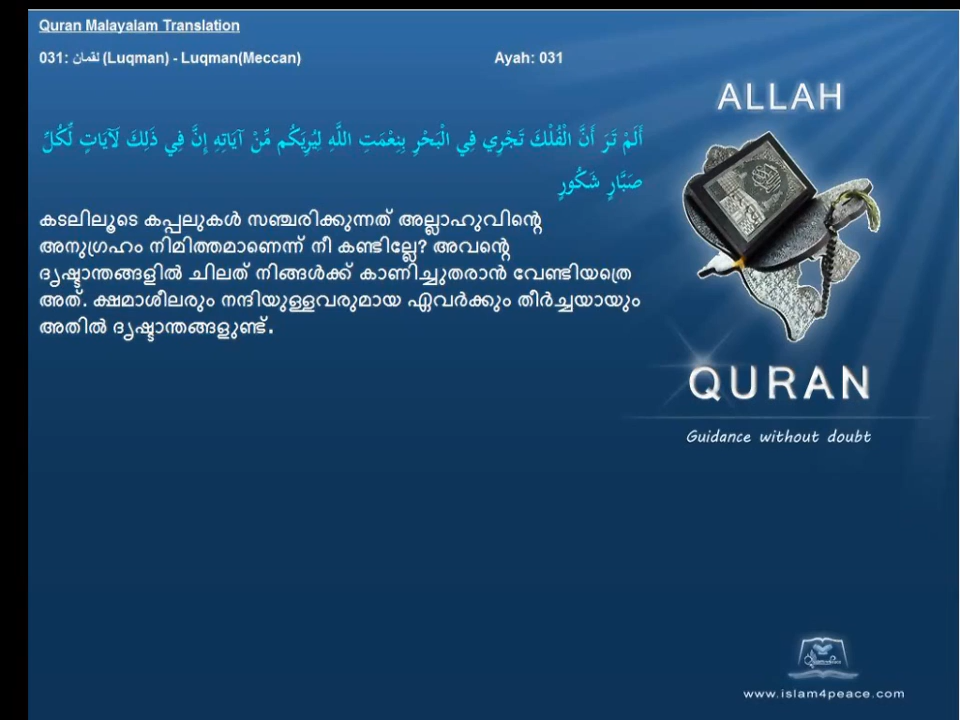 Quran Malayalam Translation
031: لقمان (Luqman) - Luqman(Meccan) Ayah: 031
أَلَمْ تَرَ أَنَّ الْفُلْكَ تَجْرِي فِي الْبَحْرِ بِنِعْمَتِ اللَّهِ لِيُرِيَكُم مِّنْ آيَاتِهِ إِنَّ فِي ذَلِكَ لَآيَاتٍ لِّكُلِّ
صَبَّارٍ شَكُورٍ
കടലിലൂടെ കപ്പലുകള്‍ സഞ്ചരിക്കുന്നത് അല്ലാഹുവിന്‍റെ
അനുഗ്രഹം നിമിത്തമാണെന്ന് നീ കണ്ടില്ലേ? അവന്‍റെ
ദൃഷ്ടാന്തങ്ങളില്‍ ചിലത് നിങ്ങള്‍ക്ക് കാണിച്ചുതരാന്‍ വേണ്ടിയത്രെ
അത്. ക്ഷമാശീലരും നന്ദിയുള്ളവരുമായ ഏവര്‍ക്കും തീര്‍ച്ചയായും
അതില്‍ ദൃഷ്ടാന്തങ്ങളുണ്ട്.
ALLAH
QURAN
Guidance without doubt
www.islam4peace.com